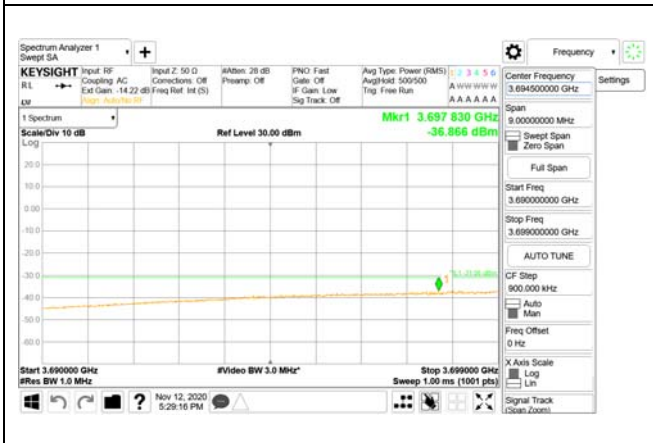 Spectrum Analyzer 1
Swept SA
Frequency
KEYSIGHT
RL
Input: RF
Coupling: AC
Ext Gain: -14.22 dB
Align: Auto/No RF
Input Z: 50 Ω
Corrections: Off
Freq Ref: Int (S)
#Atten: 28 dB
Preamp: Off
PNO: Fast
Gate: Off
IF Gain: Low
Sig Track: Off
Avg Type: Power (RMS)
Avg|Hold: 500/500
Trig: Free Run
1 2 3 4 5 6
A W W W W W
A A A A A A
1 Spectrum
Scale/Div 10 dB
Log
Ref Level 30.00 dBm
Mkr1 3.697 830 GHz
-36.866 dBm
20.0
10.0
0.00
-10.0
-20.0
-30.0
-40.0
-50.0
-60.0
1
Start 3.690000 GHz
#Res BW 1.0 MHz
#Video BW 3.0 MHz*
Stop 3.699000 GHz
Sweep 1.00 ms (1001 pts)
Nov 12, 2020
5:29:16 PM
Center Frequency
3.694500000 GHz
Settings
Span
9.00000000 MHz
Swept Span
Zero Span
Full Span
Start Freq
3.690000000 GHz
Stop Freq
3.699000000 GHz
AUTO TUNE
CF Step
900.000 kHz
Auto
Man
Freq Offset
0 Hz
X Axis Scale
Log
Lin
Signal Track
(Span Zoom)